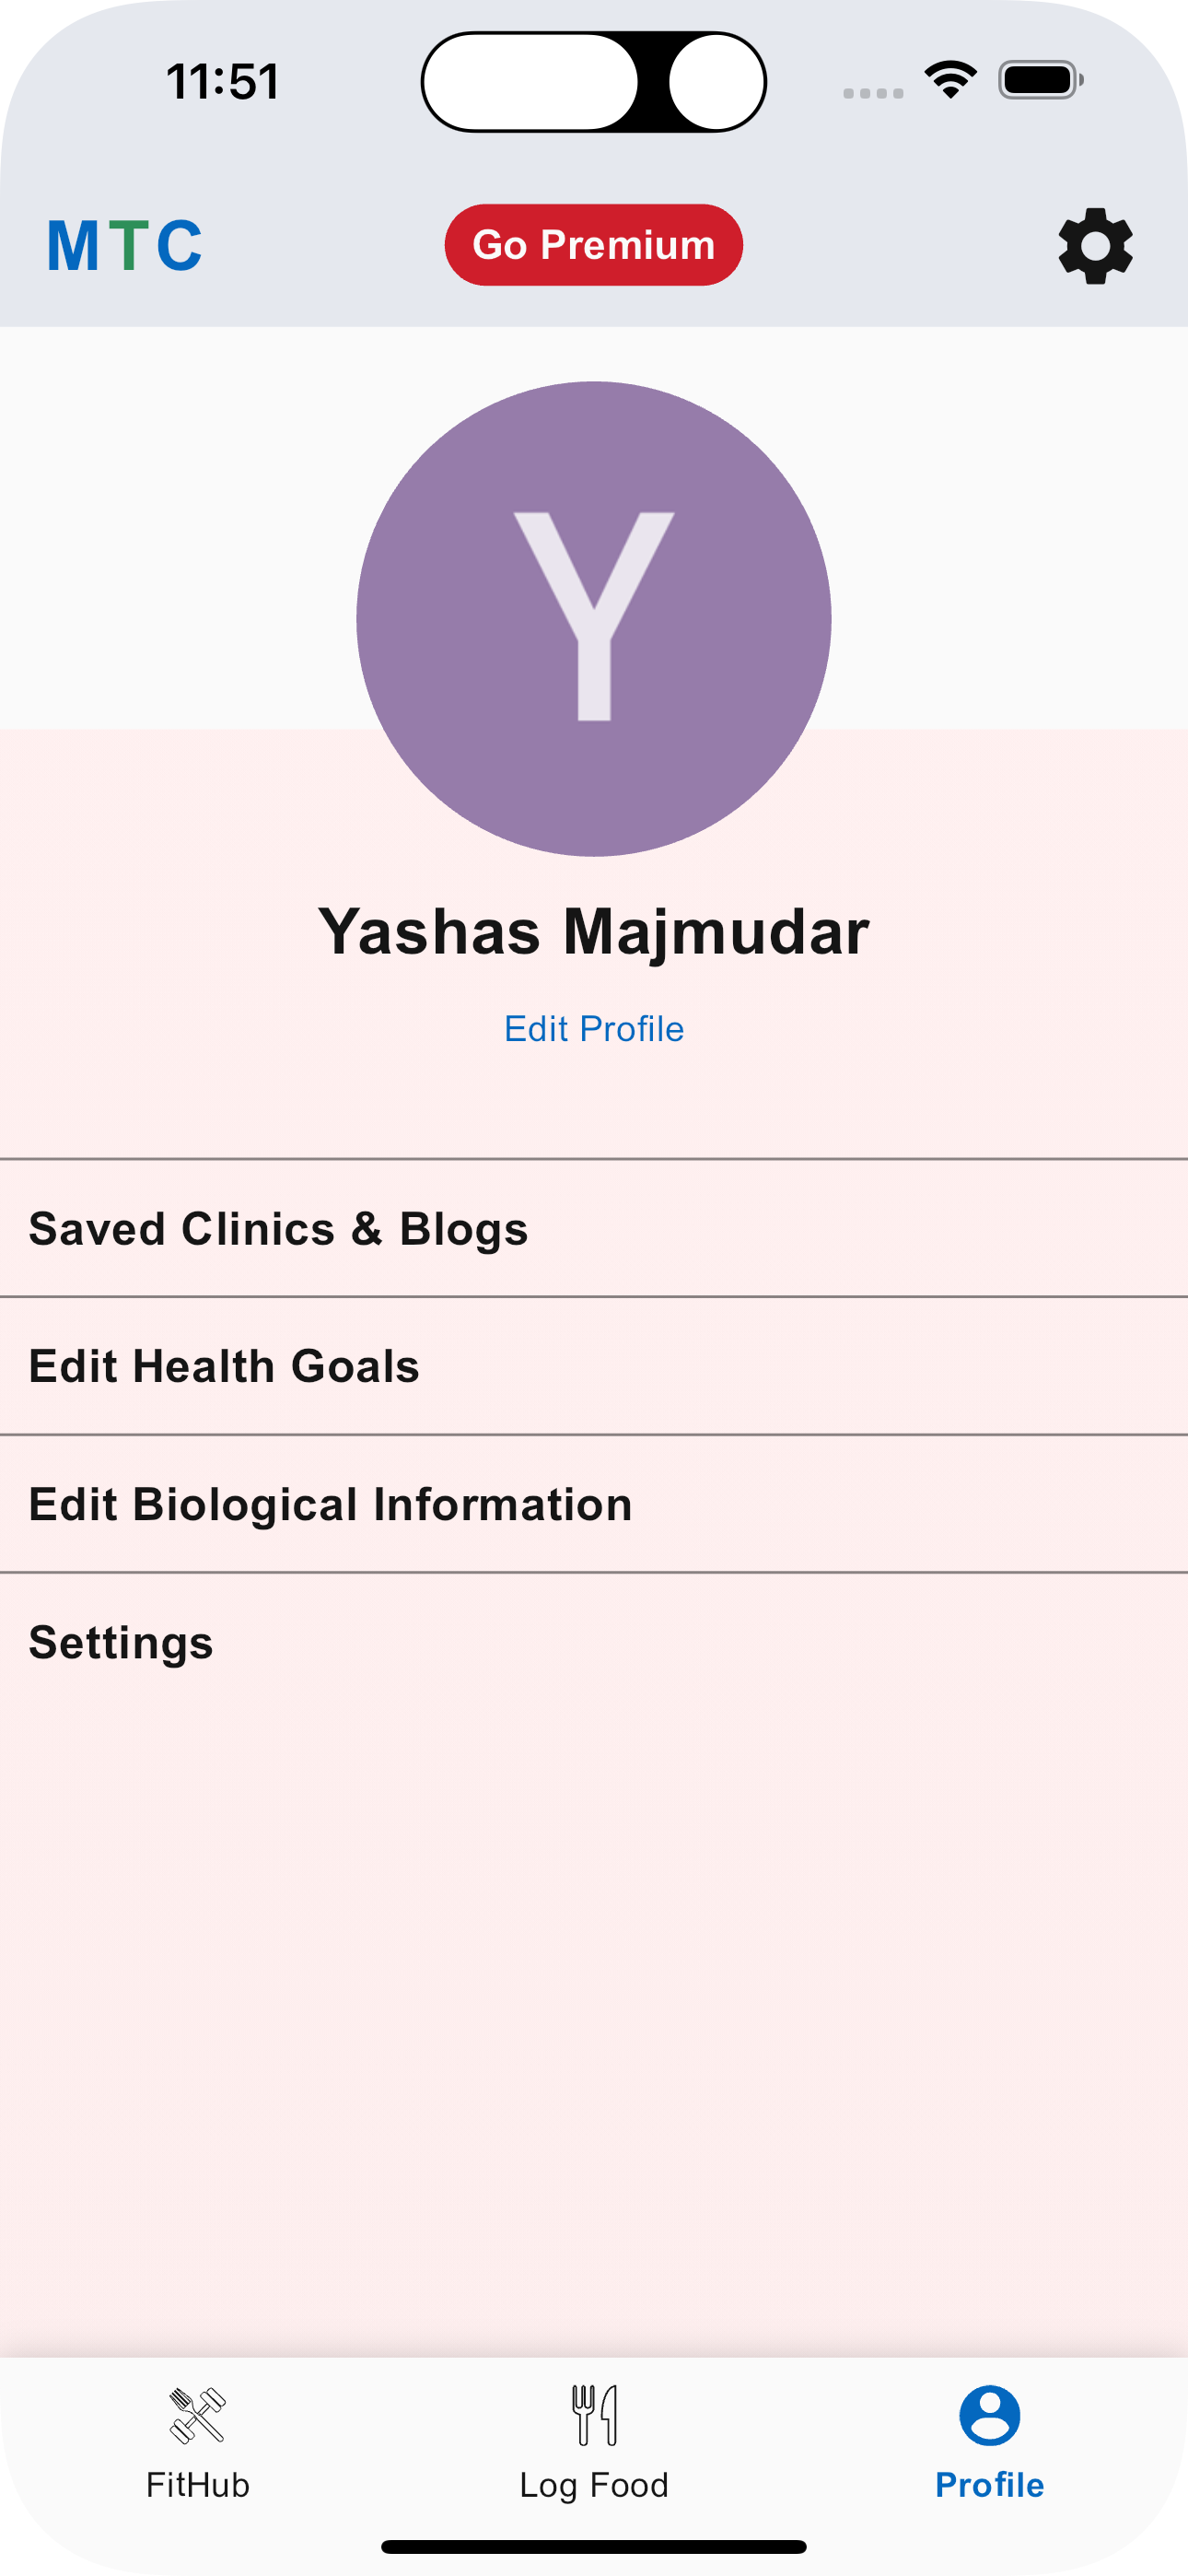 11:51
MTC
Go Premium
Y
Yashas Majmudar
Edit Profile
Saved Clinics & Blogs
Edit Health Goals
Edit Biological Information
Settings
FitHub
Log Food
Profile